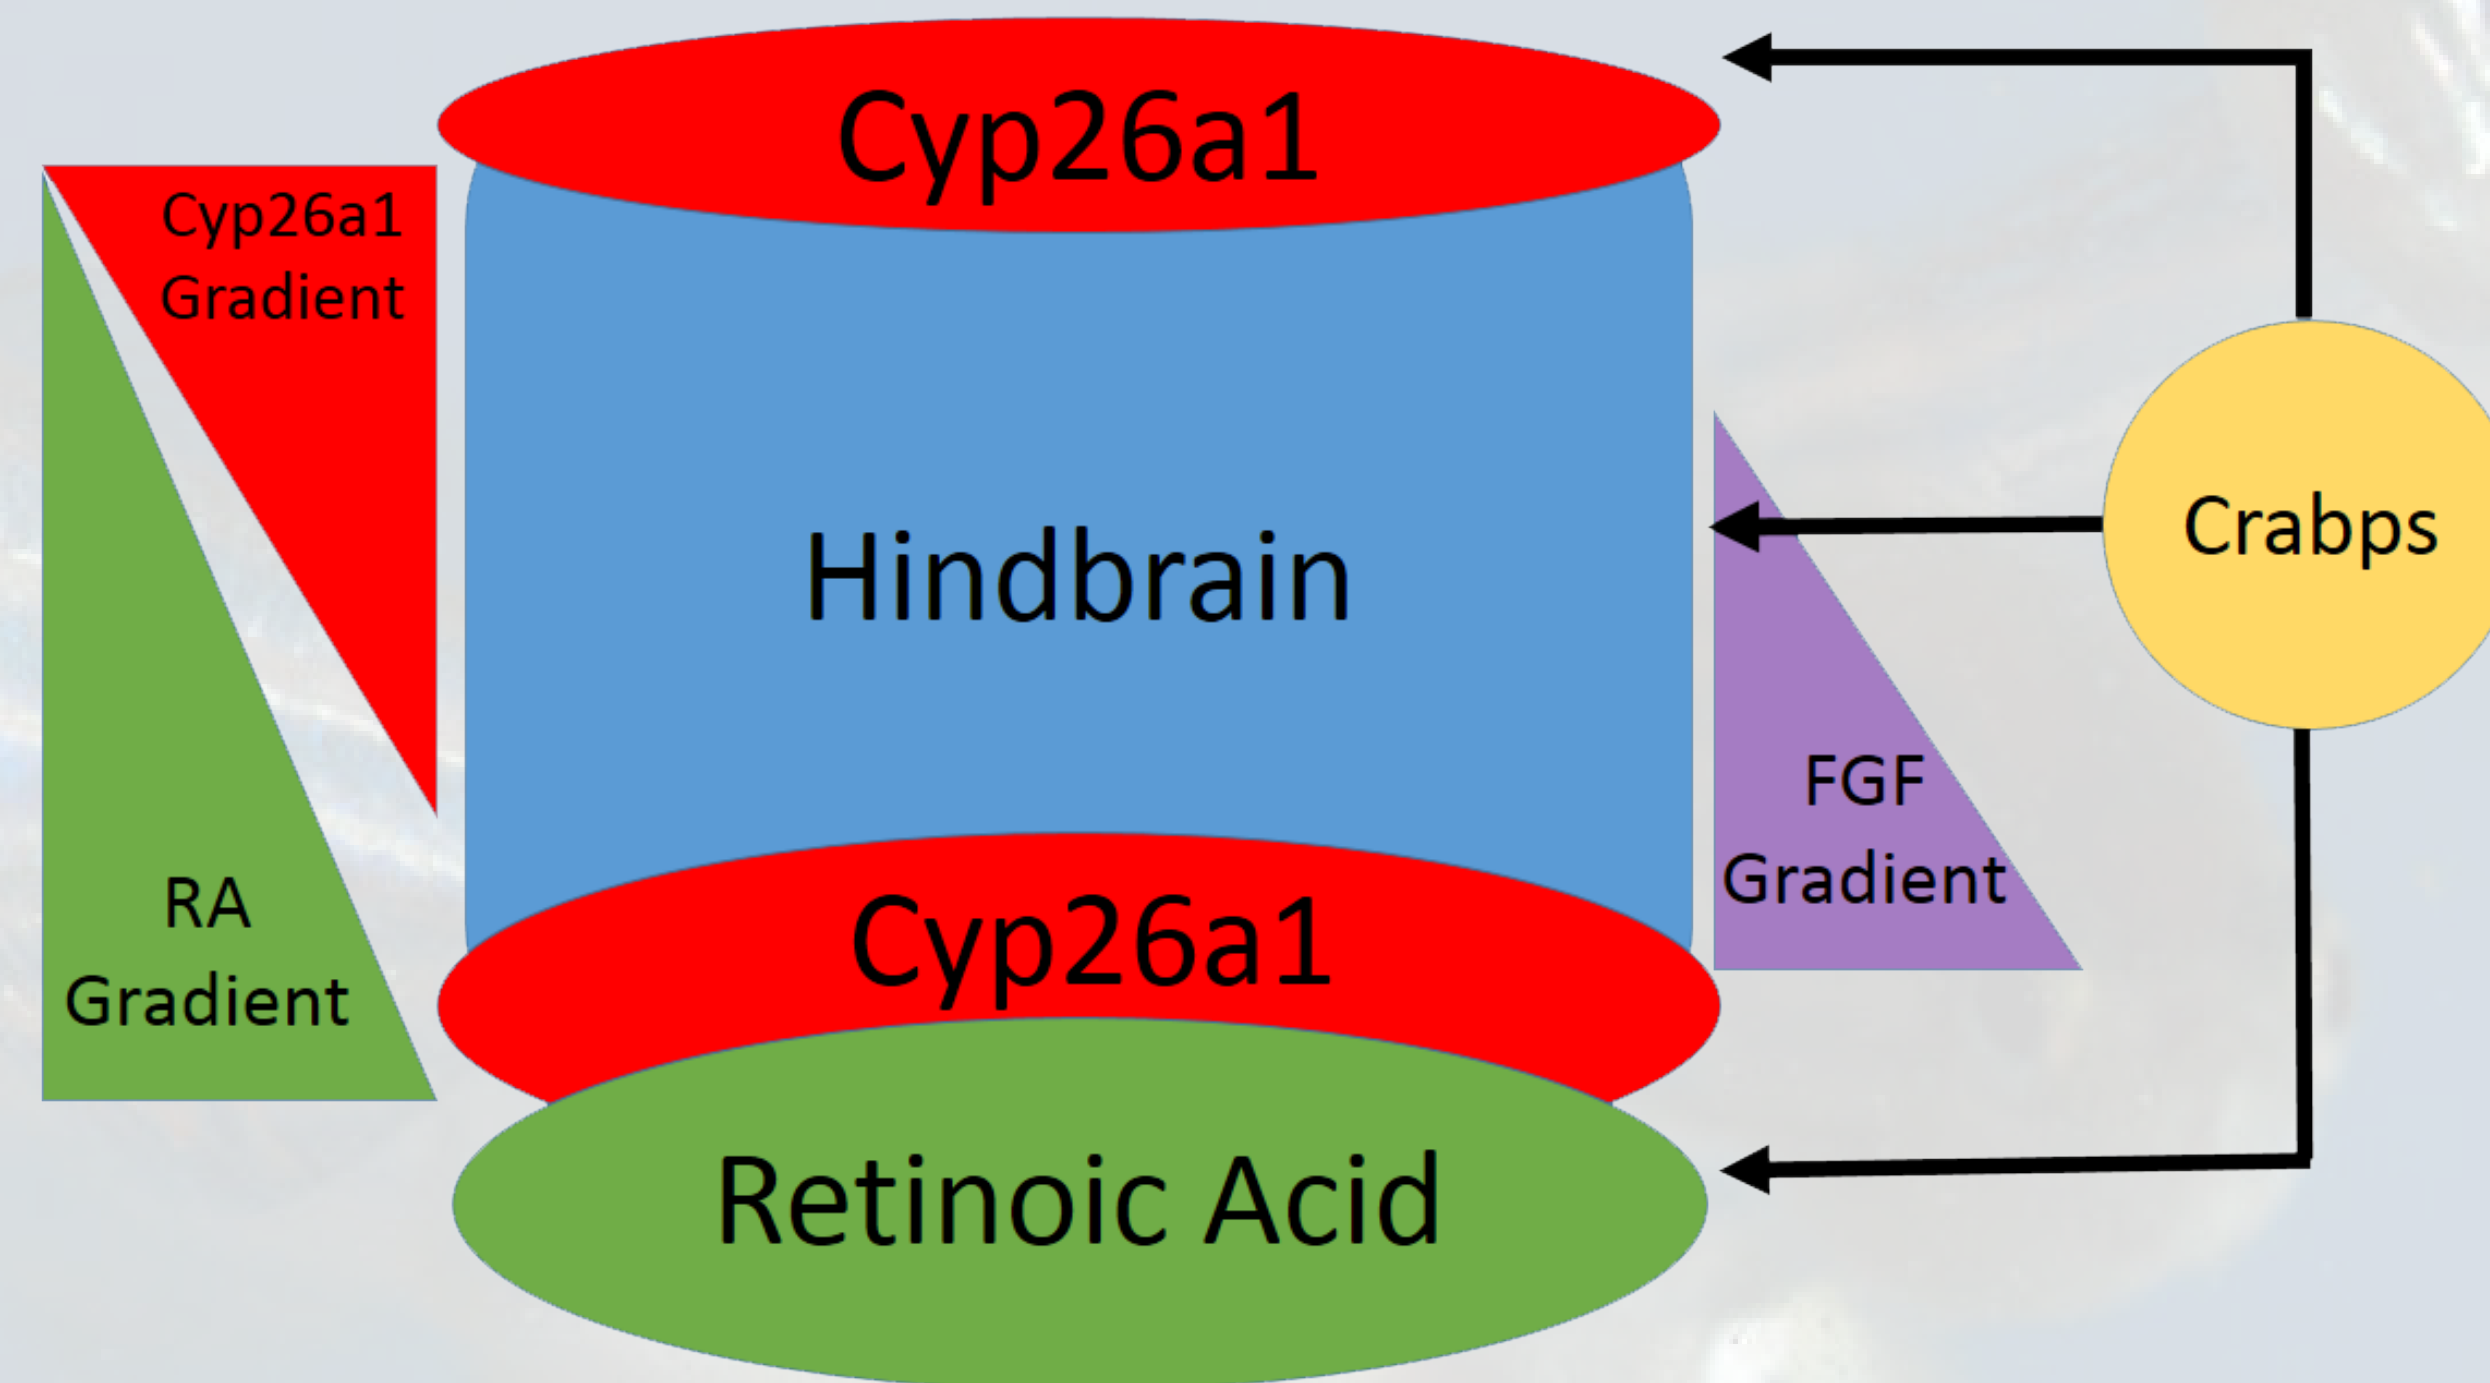 Cyp26a1
Cyp26a1
Gradient
Hindbrain
Crabps
FGF
Gradient
RA
Gradient
Cyp26a1
Retinoic Acid